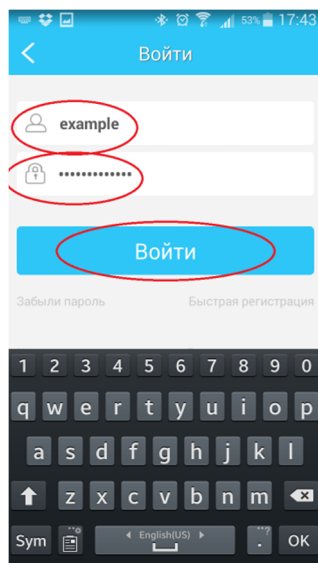 53% 17:43
Войти
example
•••••••••••••
Войти
Забыли пароль Быстрая регистрация
1 2 3 4 5 6 7 8 9 0
q w e r t y u i o p
a s d f g h j k l
z x c v b n m
Sym English(US) ...? . OK